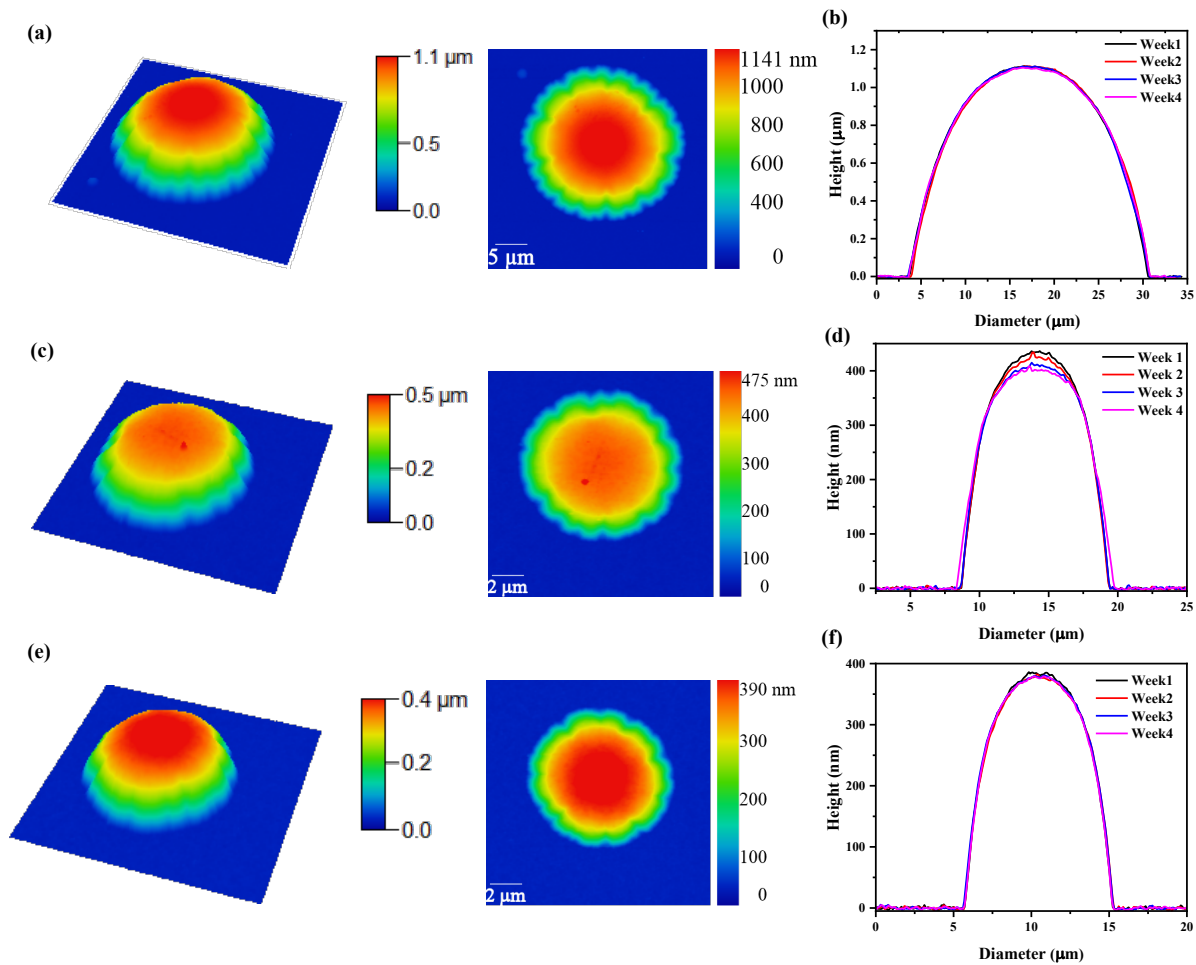 (a)
1.1 µm
0.5
0.0
1141 nm
1000
800
600
400
0
5 µm
(b)
Height (µm)
1.2
1.0
0.8
0.6
0.4
0.2
0.0
Week1
Week2
Week3
Week4
0 5 10 15 20 25 30 35
Diameter (µm)
(c)
0.5 µm
0.2
0.0
475 nm
400
300
200
100
0
2 µm
(d)
Height (nm)
400
300
200
100
0
Week 1
Week 2
Week 3
Week 4
5 10 15 20 25
Diameter (µm)
(e)
0.4 µm
0.2
0.0
390 nm
300
200
100
0
2 µm
(f)
Height (nm)
400
300
200
100
0
Week1
Week2
Week3
Week4
0 5 10 15 20
Diameter (µm)